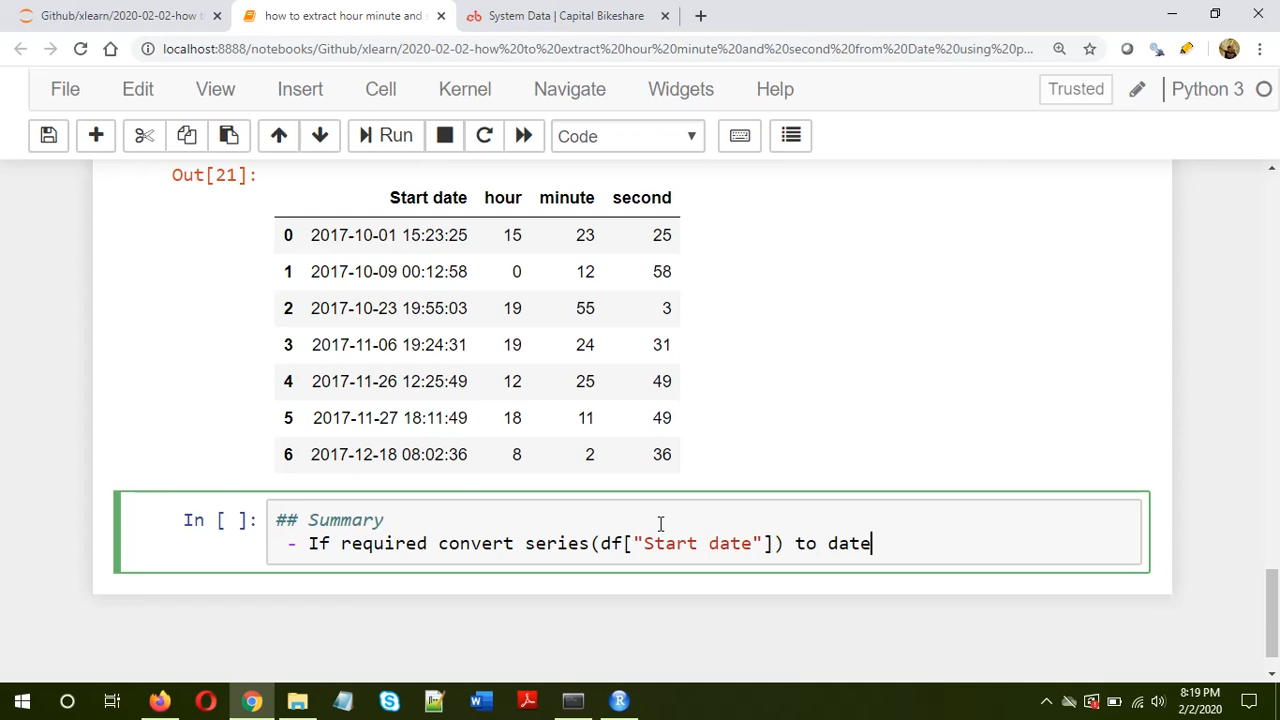 Github/xlearn/2020-02-02-how t
how to extract hour minute and s
System Data | Capital Bikeshare
localhost:8888/notebooks/Github/xlearn/2020-02-02-how%20to%20extract%20hour%20minute%20and%20second%20from%20Date%20using%20p...
File Edit View Insert Cell Kernel Navigate Widgets Help Trusted Python 3
Run Code
Out[21]:
Start date hour minute second
0 2017-10-01 15:23:25 15 23 25
1 2017-10-09 00:12:58 0 12 58
2 2017-10-23 19:55:03 19 55 3
3 2017-11-06 19:24:31 19 24 31
4 2017-11-26 12:25:49 12 25 49
5 2017-11-27 18:11:49 18 11 49
6 2017-12-18 08:02:36 8 2 36
In [ ]: ## Summary
- If required convert series(df["Start date"]) to date
8:19 PM
2/2/2020